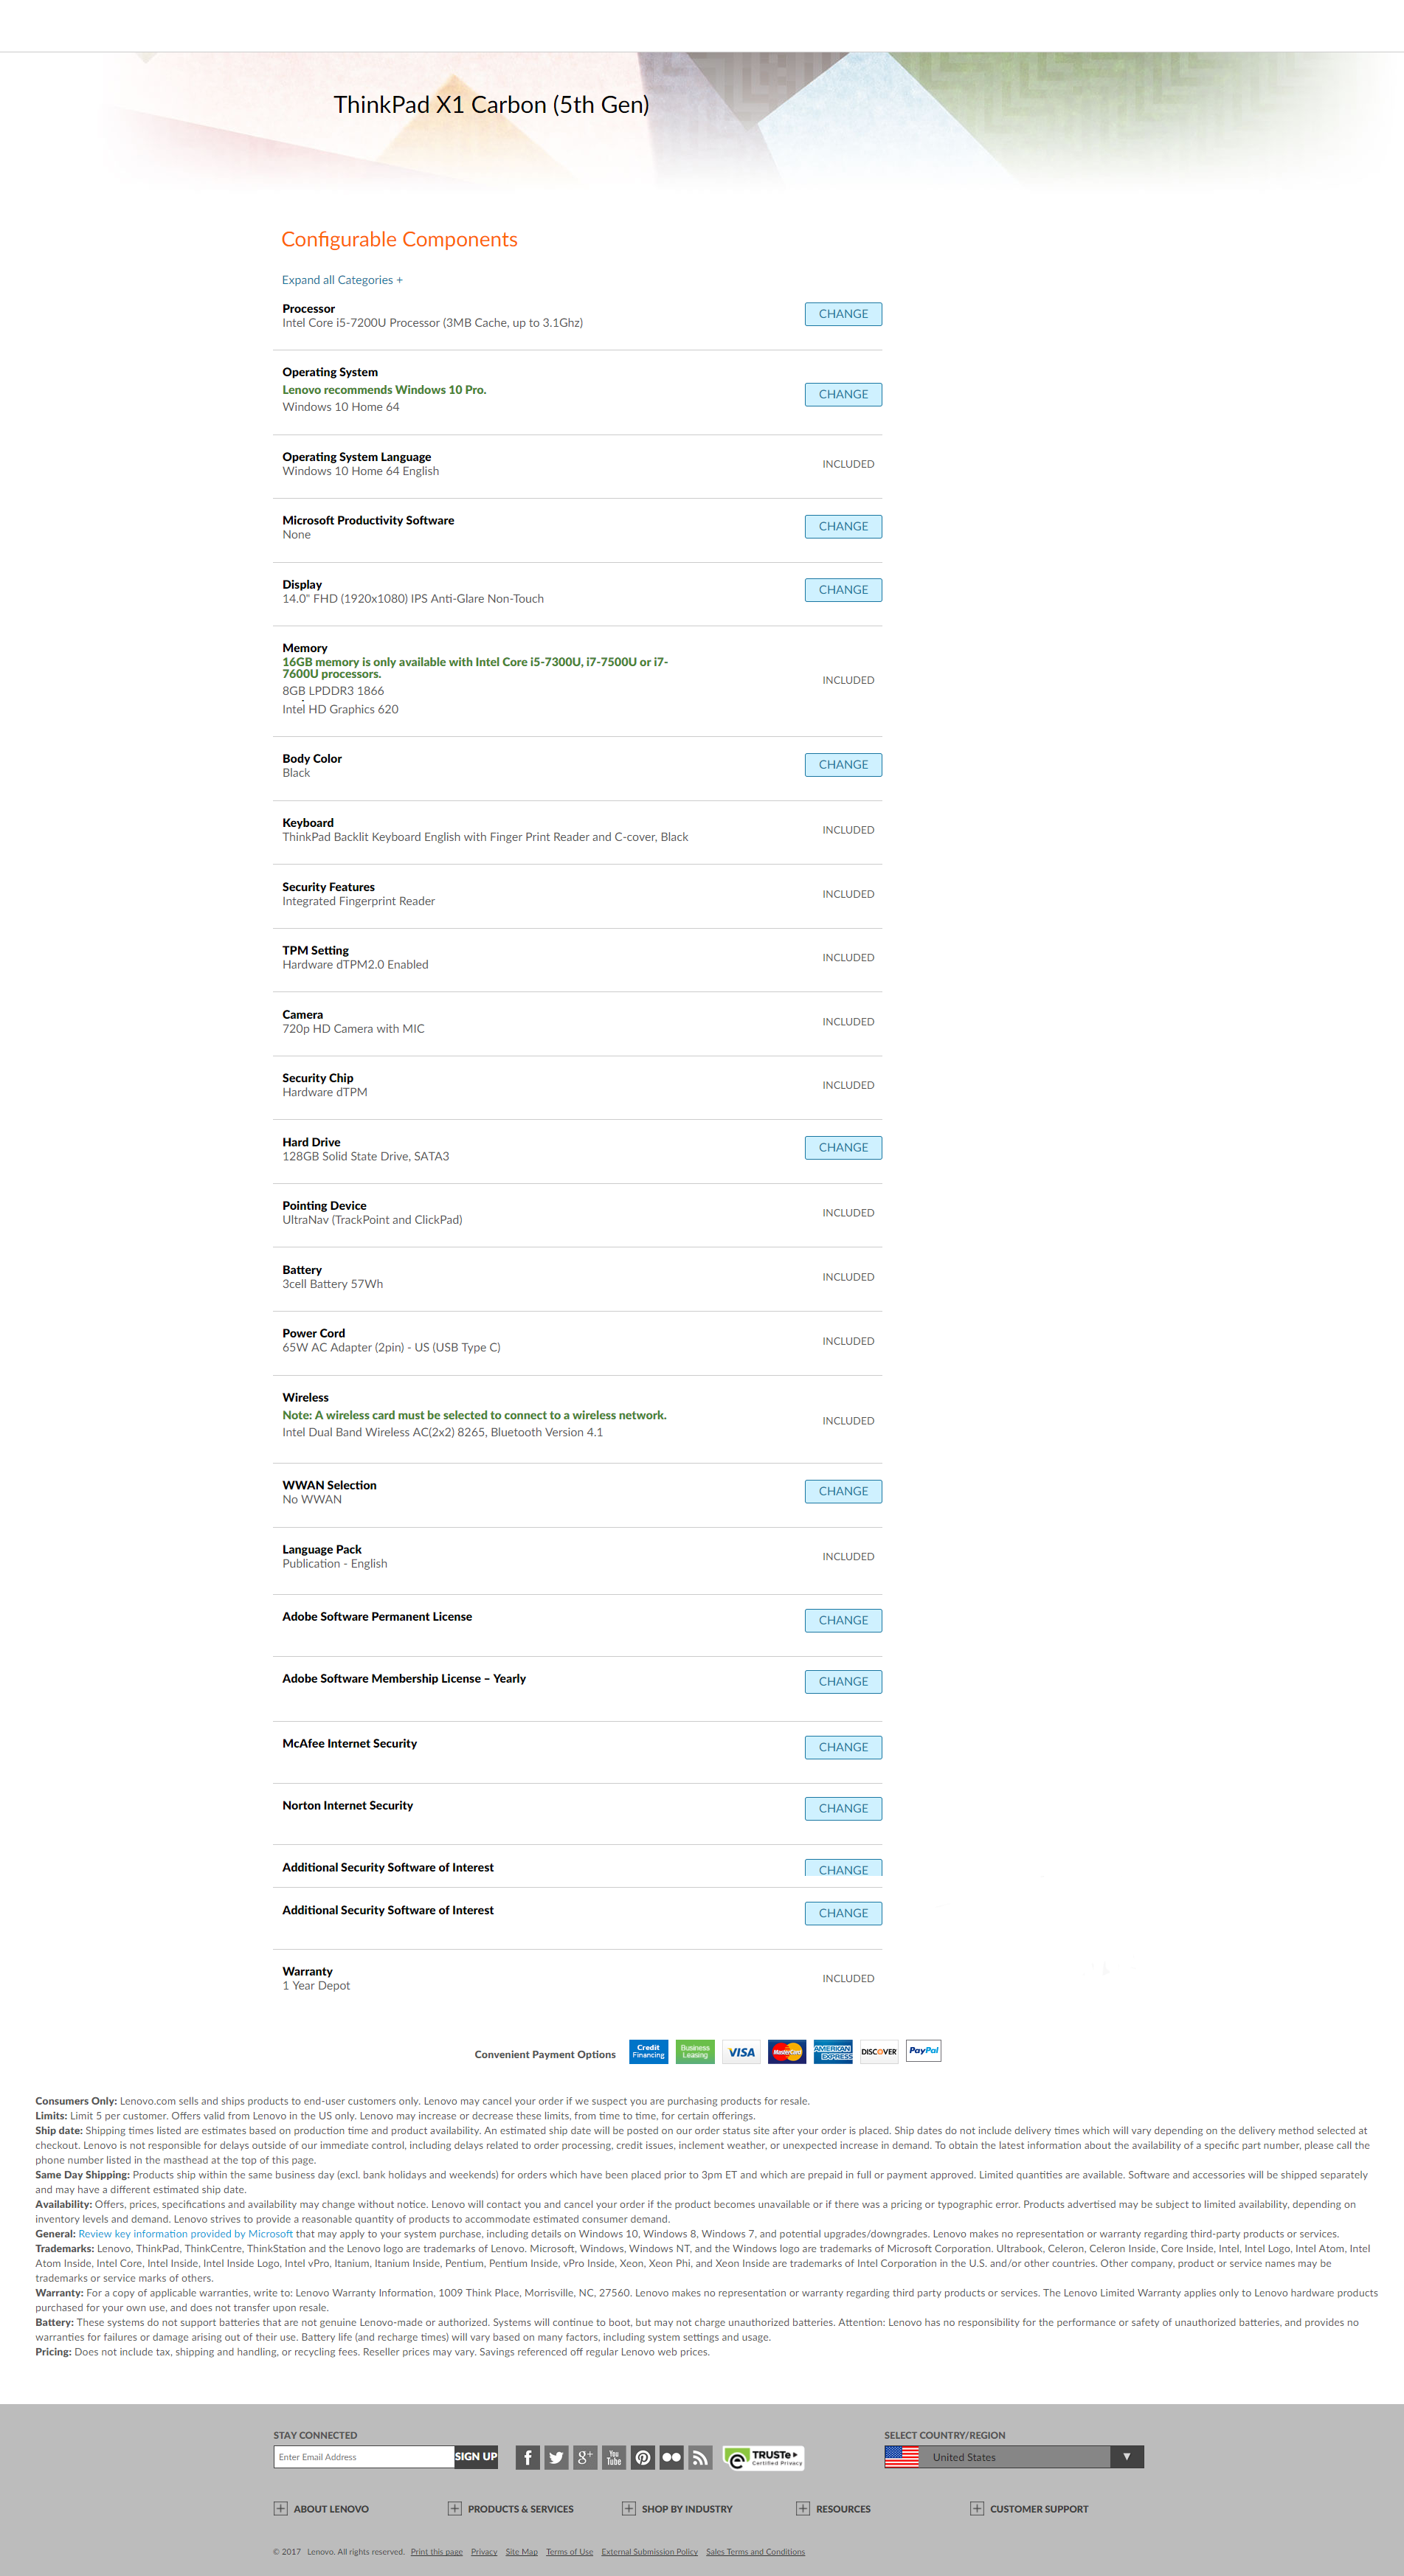 ThinkPad X1 Carbon (5th Gen)
Configurable Components
Expand all Categories +
Processor
Intel Core i5-7200U Processor (3MB Cache, up to 3.1Ghz)
CHANGE
Operating System
Lenovo recommends Windows 10 Pro.
Windows 10 Home 64
CHANGE
Operating System Language
Windows 10 Home 64 English
INCLUDED
Microsoft Productivity Software
None
CHANGE
Display
14.0" FHD (1920x1080) IPS Anti-Glare Non-Touch
CHANGE
Memory
16GB memory is only available with Intel Core i5-7300U, i7-7500U or i7-
7600U processors.
8GB LPDDR3 1866
Intel HD Graphics 620
INCLUDED
Body Color
Black
CHANGE
Keyboard
ThinkPad Backlit Keyboard English with Finger Print Reader and C-cover, Black
INCLUDED
Security Features
Integrated Fingerprint Reader
INCLUDED
TPM Setting
Hardware dTPM2.0 Enabled
INCLUDED
Camera
720p HD Camera with MIC
INCLUDED
Security Chip
Hardware dTPM
INCLUDED
Hard Drive
128GB Solid State Drive, SATA3
CHANGE
Pointing Device
UltraNav (TrackPoint and ClickPad)
INCLUDED
Battery
3cell Battery 57Wh
INCLUDED
Power Cord
65W AC Adapter (2pin) - US (USB Type C)
INCLUDED
Wireless
Note: A wireless card must be selected to connect to a wireless network.
Intel Dual Band Wireless AC(2x2) 8265, Bluetooth Version 4.1
INCLUDED
WWAN Selection
No WWAN
CHANGE
Language Pack
Publication - English
INCLUDED
Adobe Software Permanent License
CHANGE
Adobe Software Membership License – Yearly
CHANGE
McAfee Internet Security
CHANGE
Norton Internet Security
CHANGE
Additional Security Software of Interest
CHANGE
Additional Security Software of Interest
CHANGE
Warranty
1 Year Depot
INCLUDED
Convenient Payment Options Credit Financing Business Leasing VISA MasterCard AMERICAN EXPRESS DISCOVER PayPal
Consumers Only: Lenovo.com sells and ships products to end-user customers only. Lenovo may cancel your order if we suspect you are purchasing products for resale.
Limits: Limit 5 per customer. Offers valid from Lenovo in the US only. Lenovo may increase or decrease these limits, from time to time, for certain offerings.
Ship date: Shipping times listed are estimates based on production time and product availability. An estimated ship date will be posted on our order status site after your order is placed. Ship dates do not include delivery times which will vary depending on the delivery method selected at
checkout. Lenovo is not responsible for delays outside of our immediate control, including delays related to order processing, credit issues, inclement weather, or unexpected increase in demand. To obtain the latest information about the availability of a specific part number, please call the
phone number listed in the masthead at the top of this page.
Same Day Shipping: Products ship within the same business day (excl. bank holidays and weekends) for orders which have been placed prior to 3pm ET and which are prepaid in full or payment approved. Limited quantities are available. Software and accessories will be shipped separately
and may have a different estimated ship date.
Availability: Offers, prices, specifications and availability may change without notice. Lenovo will contact you and cancel your order if the product becomes unavailable or if there was a pricing or typographic error. Products advertised may be subject to limited availability, depending on
inventory levels and demand. Lenovo strives to provide a reasonable quantity of products to accommodate estimated consumer demand.
General: Review key information provided by Microsoft that may apply to your system purchase, including details on Windows 10, Windows 8, Windows 7, and potential upgrades/downgrades. Lenovo makes no representation or warranty regarding third-party products or services.
Trademarks: Lenovo, ThinkPad, ThinkCentre, ThinkStation and the Lenovo logo are trademarks of Lenovo. Microsoft, Windows, Windows NT, and the Windows logo are trademarks of Microsoft Corporation. Ultrabook, Celeron, Celeron Inside, Core Inside, Intel, Intel Logo, Intel Atom, Intel
Atom Inside, Intel Core, Intel Inside, Intel Inside Logo, Intel vPro, Itanium, Itanium Inside, Pentium, Pentium Inside, vPro Inside, Xeon, Xeon Phi, and Xeon Inside are trademarks of Intel Corporation in the U.S. and/or other countries. Other company, product or service names may be
trademarks or service marks of others.
Warranty: For a copy of applicable warranties, write to: Lenovo Warranty Information, 1009 Think Place, Morrisville, NC, 27560. Lenovo makes no representation or warranty regarding third party products or services. The Lenovo Limited Warranty applies only to Lenovo hardware products
purchased for your own use, and does not transfer upon resale.
Battery: These systems do not support batteries that are not genuine Lenovo-made or authorized. Systems will continue to boot, but may not charge unauthorized batteries. Attention: Lenovo has no responsibility for the performance or safety of unauthorized batteries, and provides no
warranties for failures or damage arising out of their use. Battery life (and recharge times) will vary based on many factors, including system settings and usage.
Pricing: Does not include tax, shipping and handling, or recycling fees. Reseller prices may vary. Savings referenced off regular Lenovo web prices.
STAY CONNECTED
SELECT COUNTRY/REGION
Enter Email Address SIGN UP f g+ You Tube TRUSTe Certified Privacy United States
ABOUT LENOVO PRODUCTS & SERVICES SHOP BY INDUSTRY RESOURCES CUSTOMER SUPPORT
© 2017 Lenovo. All rights reserved. Print this page Privacy Site Map Terms of Use External Submission Policy Sales Terms and Conditions